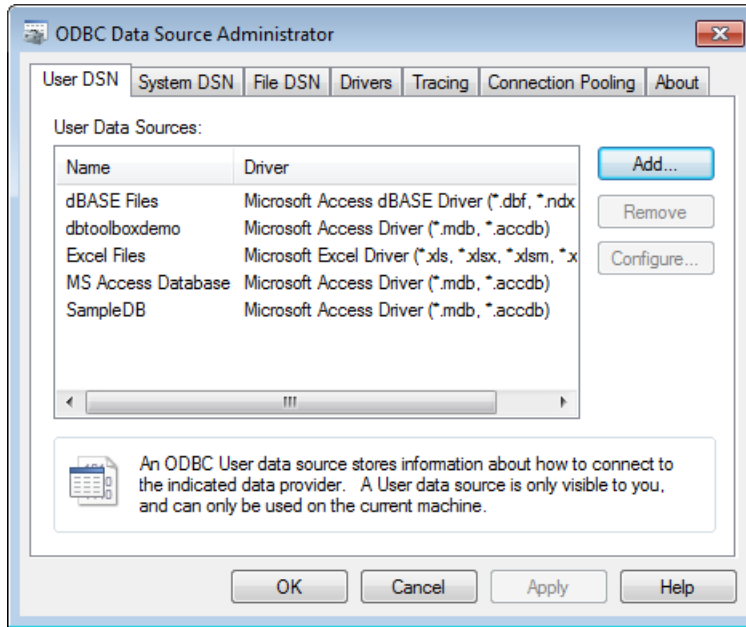 ODBC Data Source Administrator
User DSN System DSN File DSN Drivers Tracing Connection Pooling About
User Data Sources:
Name Driver
dBASE Files Microsoft Access dBASE Driver (*.dbf, *.ndx
dbtoolboxdemo Microsoft Access Driver (*.mdb, *.accdb)
Excel Files Microsoft Excel Driver (*.xls, *.xlsx, *.xlsm, *.x
MS Access Database Microsoft Access Driver (*.mdb, *.accdb)
SampleDB Microsoft Access Driver (*.mdb, *.accdb)
Add...
Remove
Configure...
An ODBC User data source stores information about how to connect to
the indicated data provider. A User data source is only visible to you,
and can only be used on the current machine.
OK Cancel Apply Help